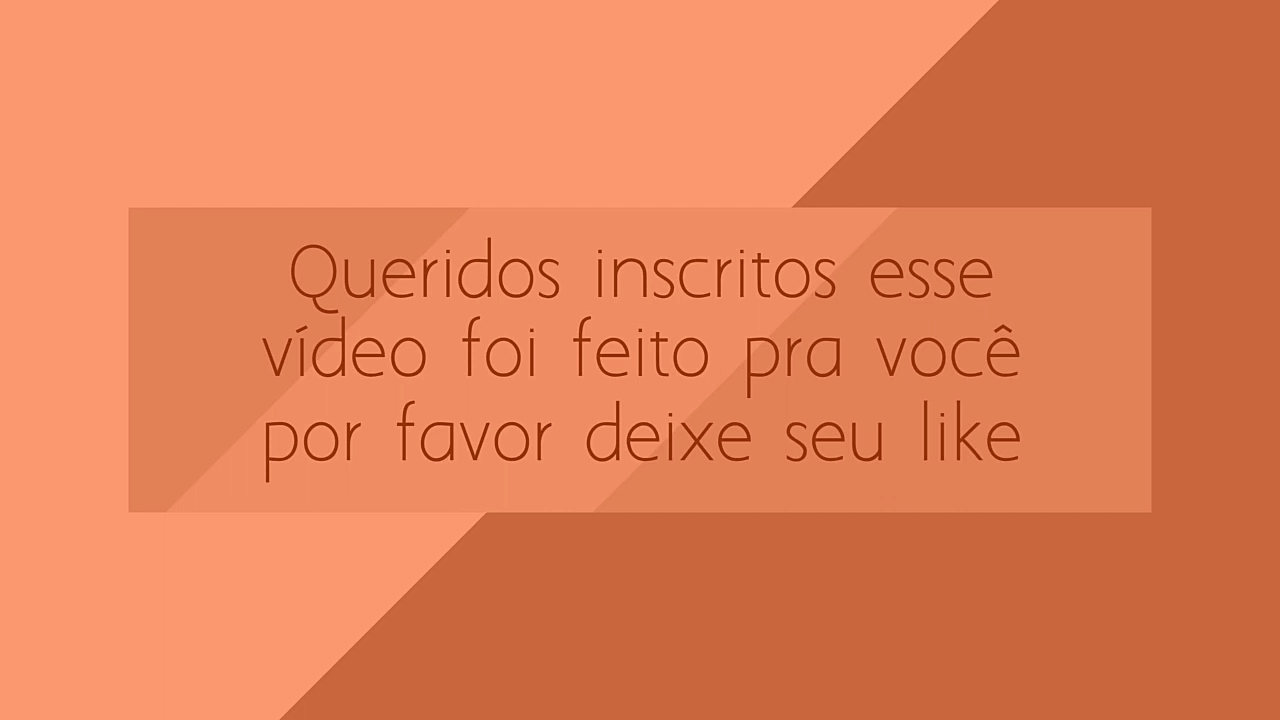 Queridos inscritos esse
vídeo foi feito pra você
por favor deixe seu like